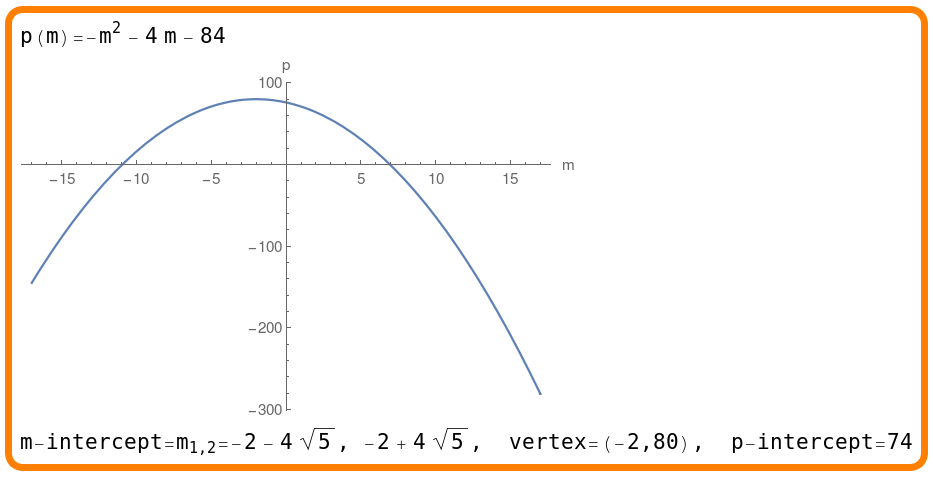 p(m)=-m² - 4 m - 84
p
100
-15 -10 -5 5 10 15 m
-100
-200
-300
m-intercept=m₁,₂=-2 - 4 √5, -2 + 4 √5, vertex=(-2,80), p-intercept=74